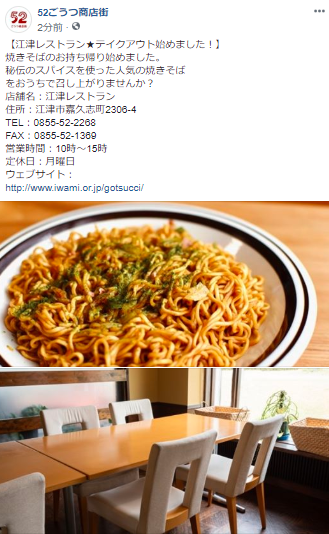 52
52ごうつ商店街
2分前 ·
【江津レストラン★テイクアウト始めました！】
焼きそばのお持ち帰り始めました。
秘伝のスパイスを使った人気の焼きそば
をおうちで召し上がりませんか？
店舗名：江津レストラン
住所：江津市嘉久志町2306-4
TEL：0855-52-2268
FAX：0855-52-1369
営業時間：10時～15時
定休日：月曜日
ウェブサイト：
http://www.iwami.or.jp/gotsucci/